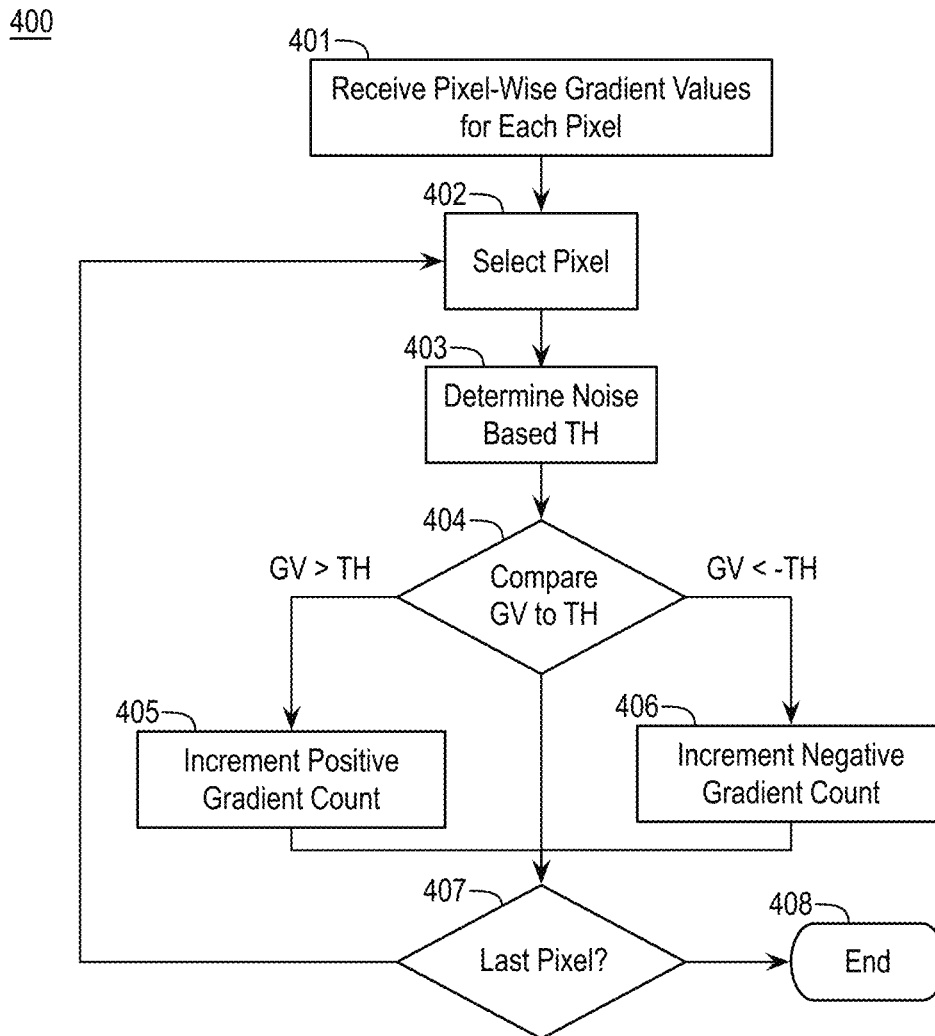 400
401
Receive Pixel-Wise Gradient Values
for Each Pixel
402
Select Pixel
403
Determine Noise
Based TH
404
GV > TH
Compare
GV to TH
GV < -TH
405
Increment Positive
Gradient Count
406
Increment Negative
Gradient Count
407
Last Pixel?
408
End